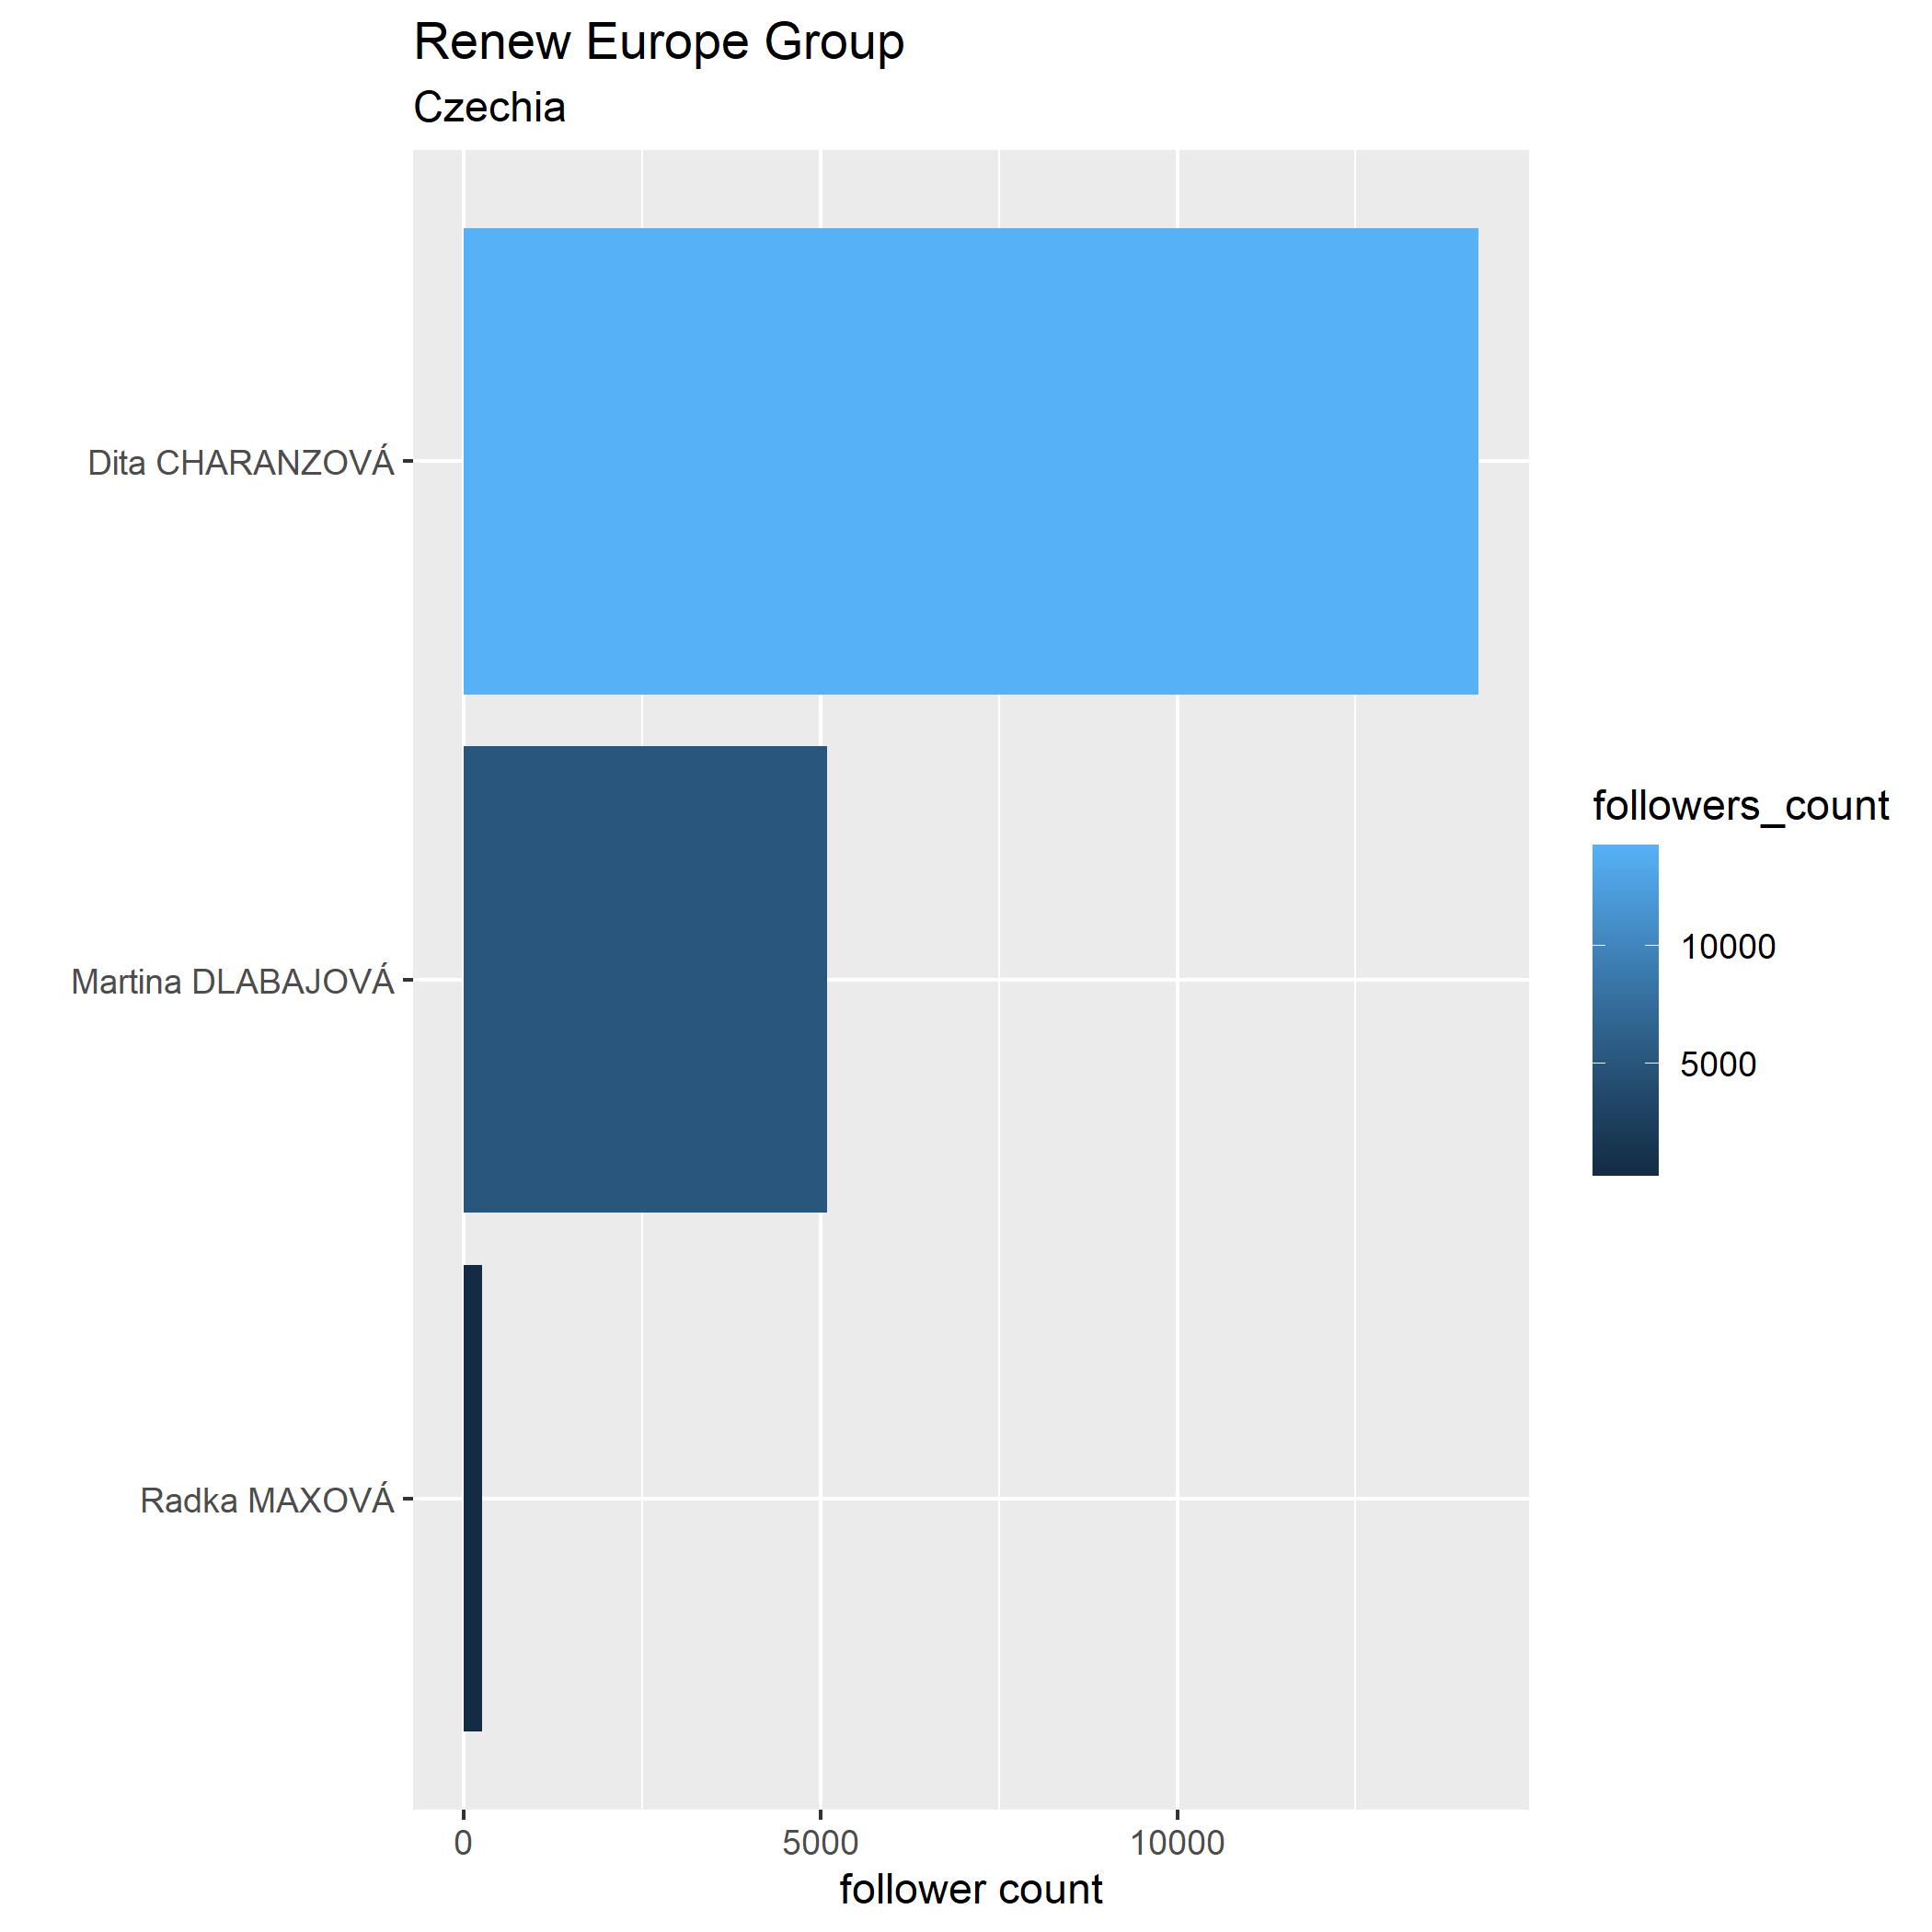 Renew Europe Group
Czechia
Dita CHARANZOVÁ
Martina DLABAJOVÁ
Radka MAXOVÁ
0 5000 10000
follower count
followers_count
10000
5000